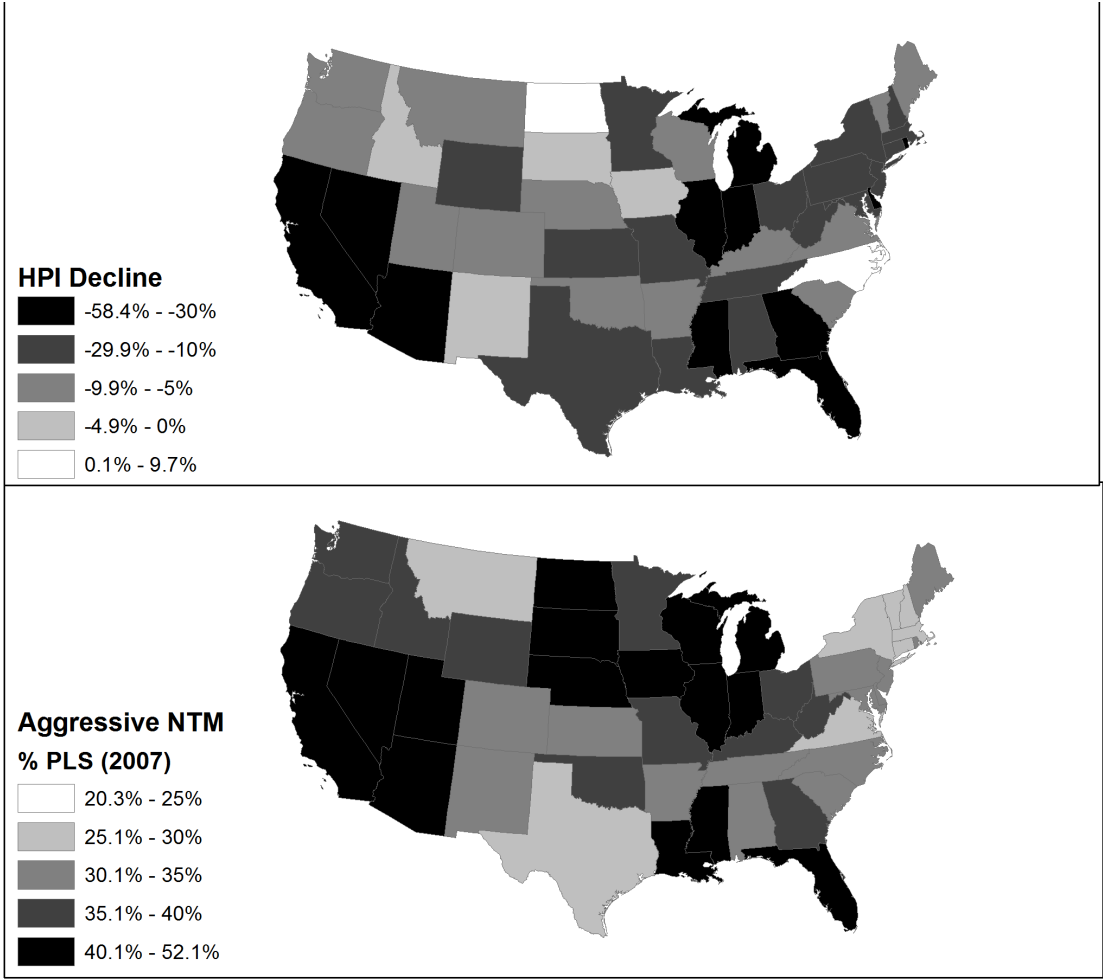 HPI Decline
-58.4% - -30%
-29.9% - -10%
-9.9% - -5%
-4.9% - 0%
0.1% - 9.7%
Aggressive NTM
% PLS (2007)
20.3% - 25%
25.1% - 30%
30.1% - 35%
35.1% - 40%
40.1% - 52.1%